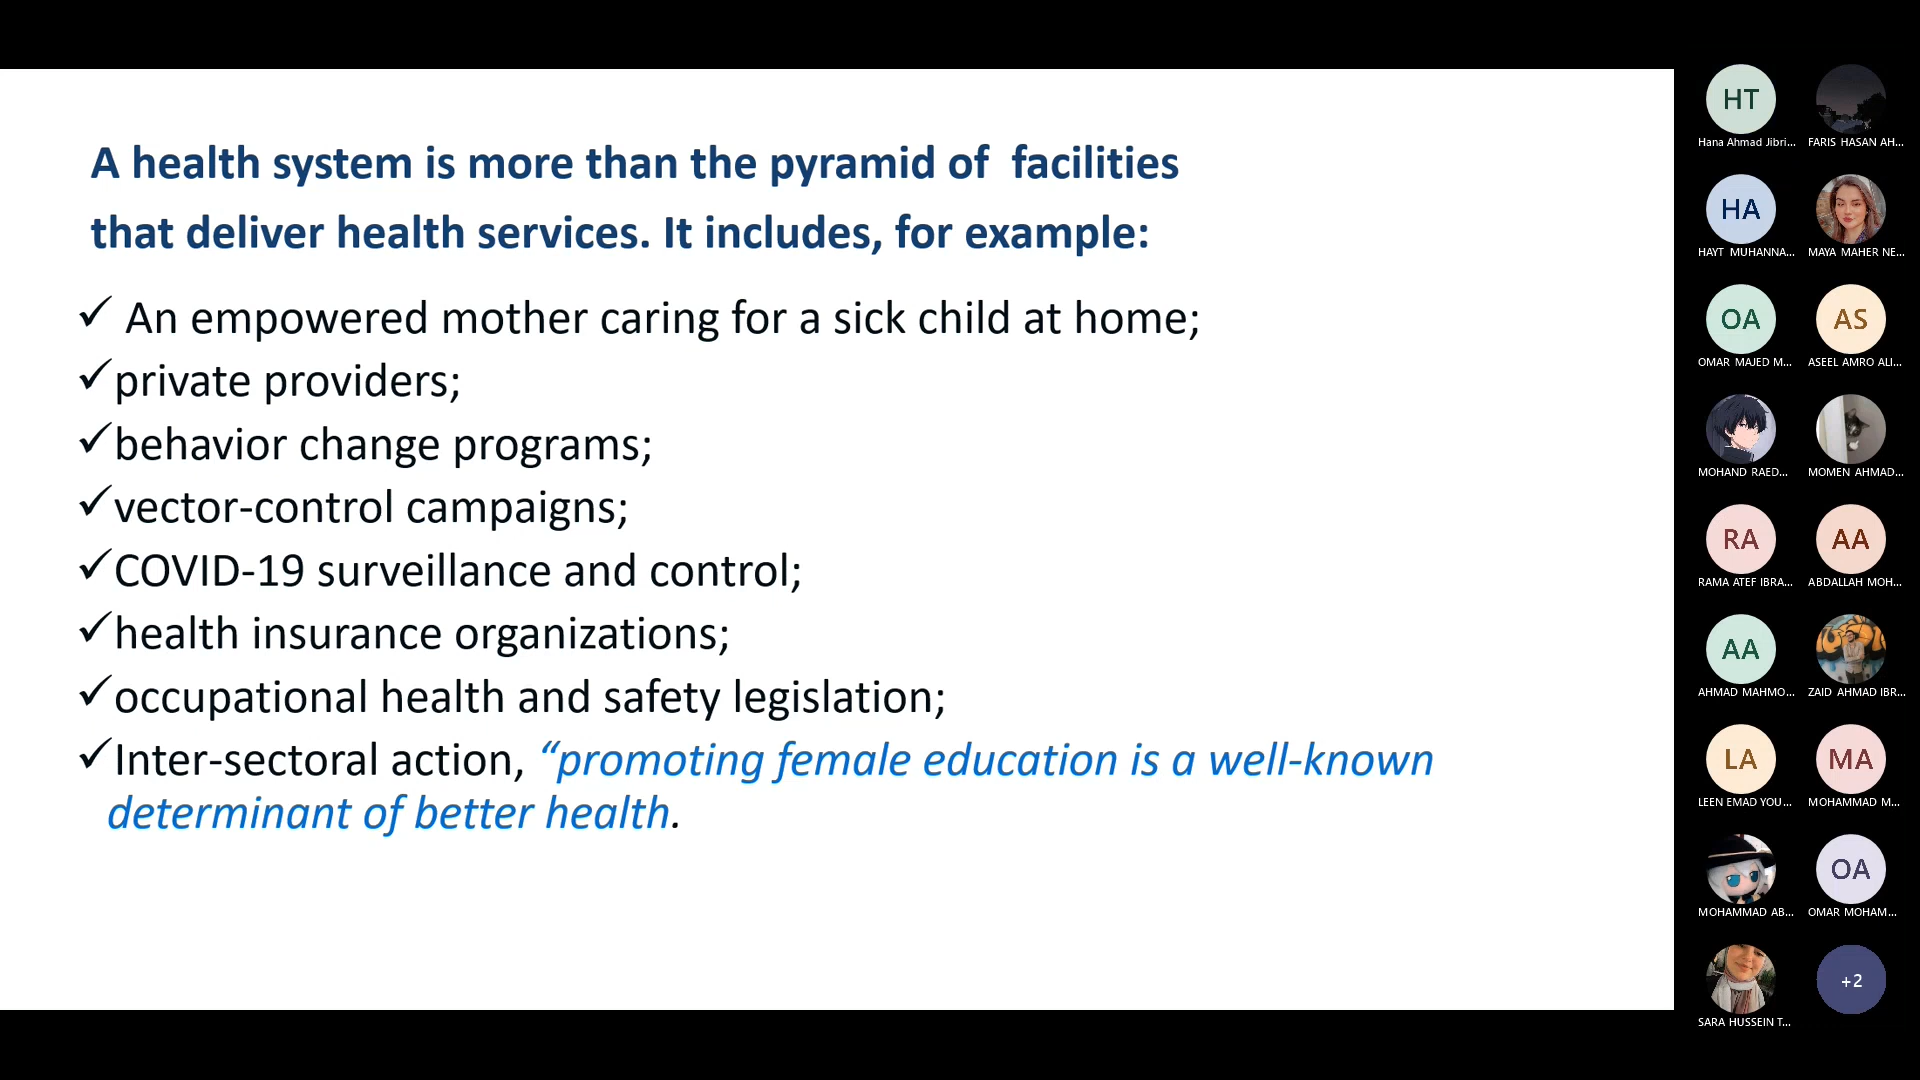 A health system is more than the pyramid of  facilities
that deliver health services. It includes, for example:
✓ An empowered mother caring for a sick child at home;
✓private providers;
✓behavior change programs;
✓vector-control campaigns;
✓COVID-19 surveillance and control;
✓health insurance organizations;
✓occupational health and safety legislation;
✓Inter-sectoral action, “promoting female education is a well-known
determinant of better health.
HT
Hana Ahmad Jibri...
FARIS HASAN AH...
HA
HAYT MUHANNA...
MAYA MAHER NE...
OA
AS
OMAR MAJED M...
ASEEL AMRO ALI...
MOHAND RAED...
MOMEN AHMAD...
RA
AA
RAMA ATEF IBRA...
ABDALLAH MOH...
AA
AHMAD MAHMO...
ZAID AHMAD IBR...
LA
MA
LEEN EMAD YOU...
MOHAMMAD M...
OA
MOHAMMAD AB...
OMAR MOHAM...
+2
SARA HUSSEIN T...